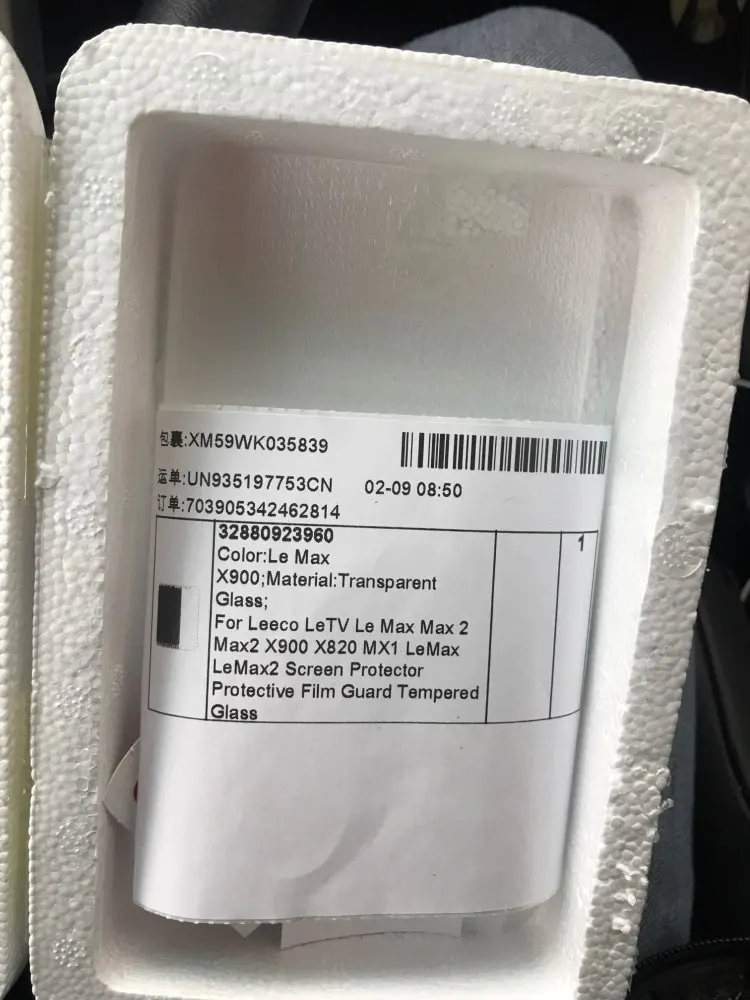 包裹:XM59WK035839
运单:UN935197753CN 02-09 08:50
订单:703905342462814
32880923960 1
Color:Le Max
X900;Material:Transparent
Glass;
For Leeco LeTV Le Max Max 2
Max2 X900 X820 MX1 LeMax
LeMax2 Screen Protector
Protective Film Guard Tempered
Glass